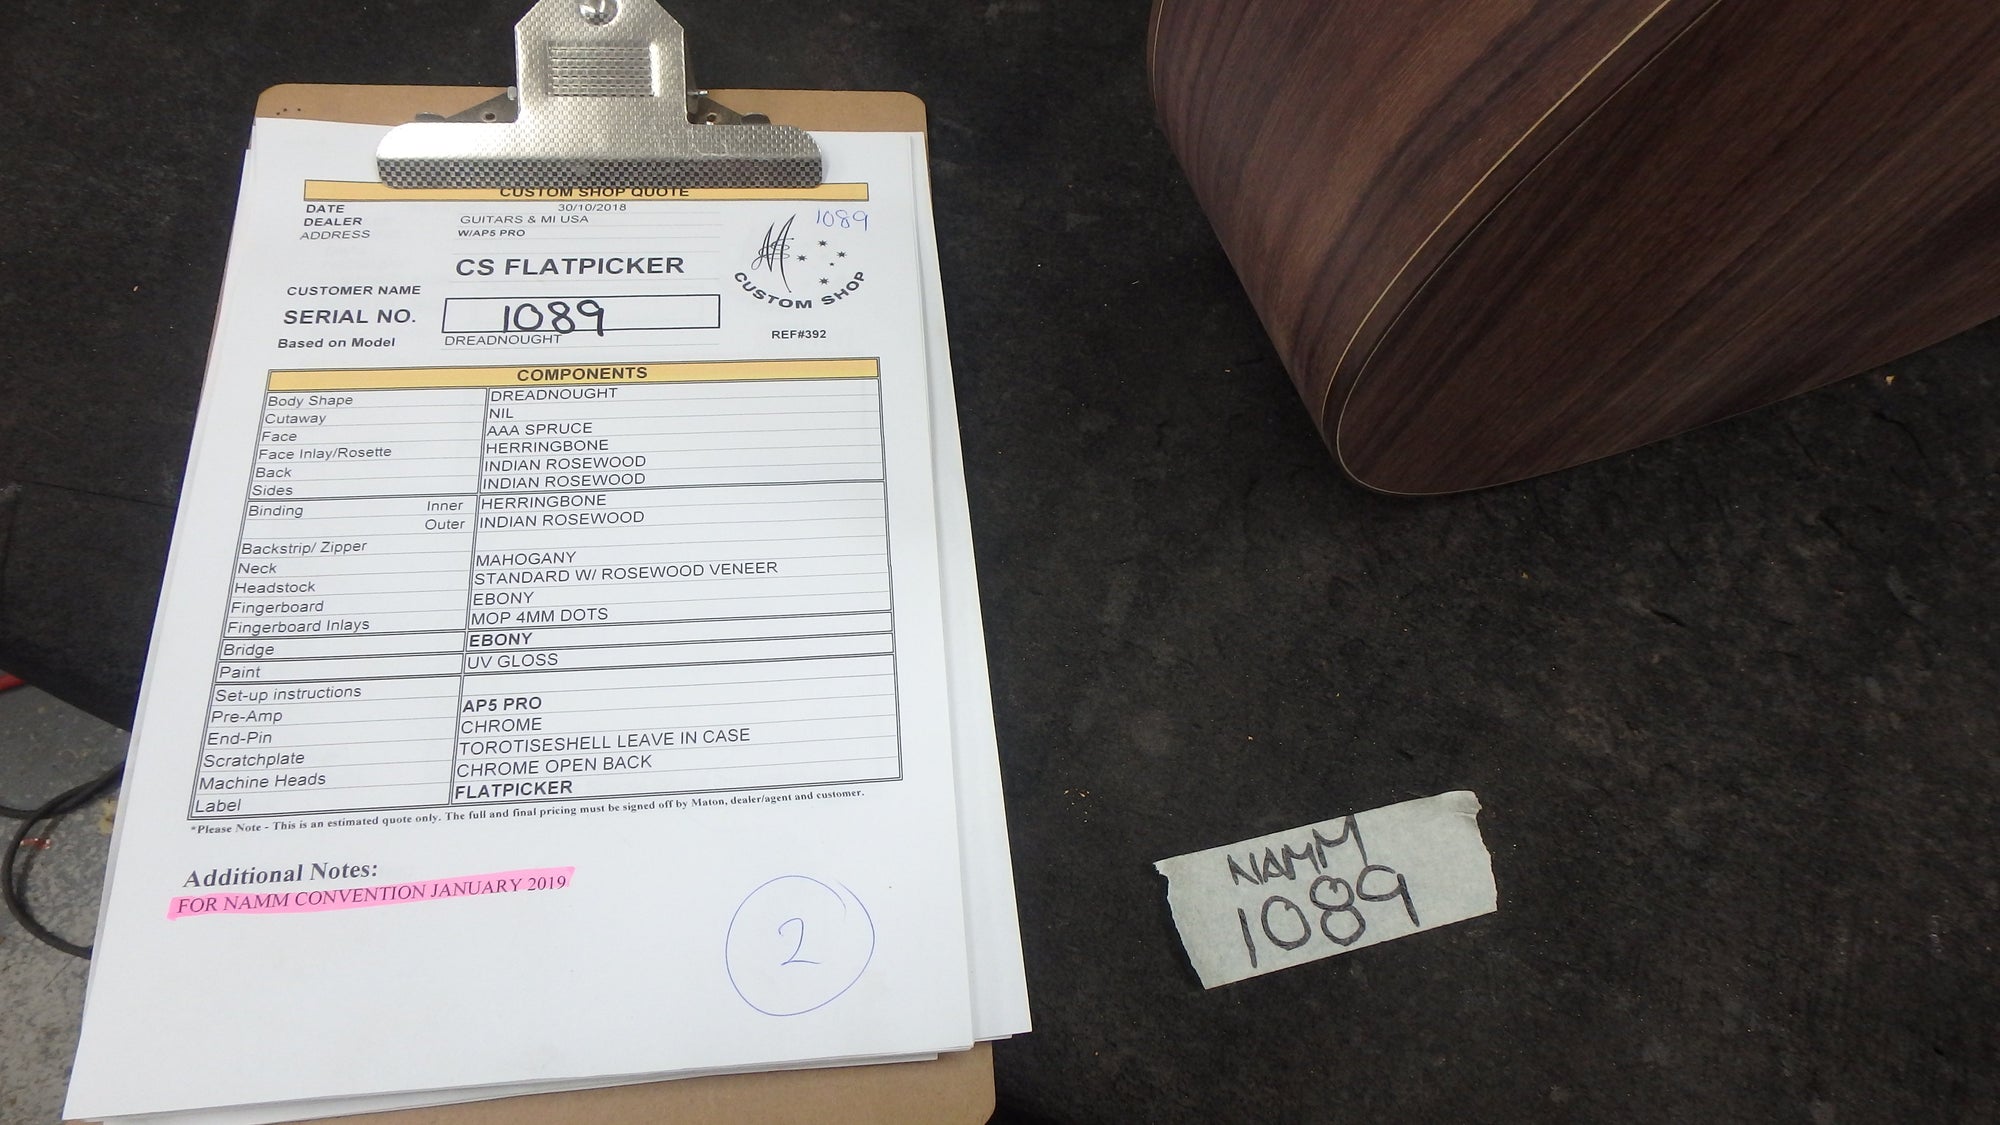 CUSTOM SHOP QUOTE
DATE 30/10/2018
DEALER GUITARS & MI USA
ADDRESS W/AP5 PRO
1089
CS FLATPICKER
CUSTOM SHOP
CUSTOMER NAME
SERIAL NO. 1089
Based on Model DREADNOUGHT
REF#392
COMPONENTS
Body Shape DREADNOUGHT
Cutaway NIL
Face AAA SPRUCE
Face Inlay/Rosette HERRINGBONE
Back INDIAN ROSEWOOD
Sides INDIAN ROSEWOOD
Binding Inner HERRINGBONE
Outer INDIAN ROSEWOOD
Backstrip/ Zipper
Neck MAHOGANY
Headstock STANDARD W/ ROSEWOOD VENEER
Fingerboard EBONY
Fingerboard Inlays MOP 4MM DOTS
Bridge EBONY
Paint UV GLOSS
Set-up instructions
Pre-Amp AP5 PRO
End-Pin CHROME
Scratchplate TOROTISESHELL LEAVE IN CASE
Machine Heads CHROME OPEN BACK
Label FLATPICKER
*Please Note - This is an estimated quote only. The full and final pricing must be signed off by Maton, dealer/agent and customer.
Additional Notes:
FOR NAMM CONVENTION JANUARY 2019
2
NAMM
1089